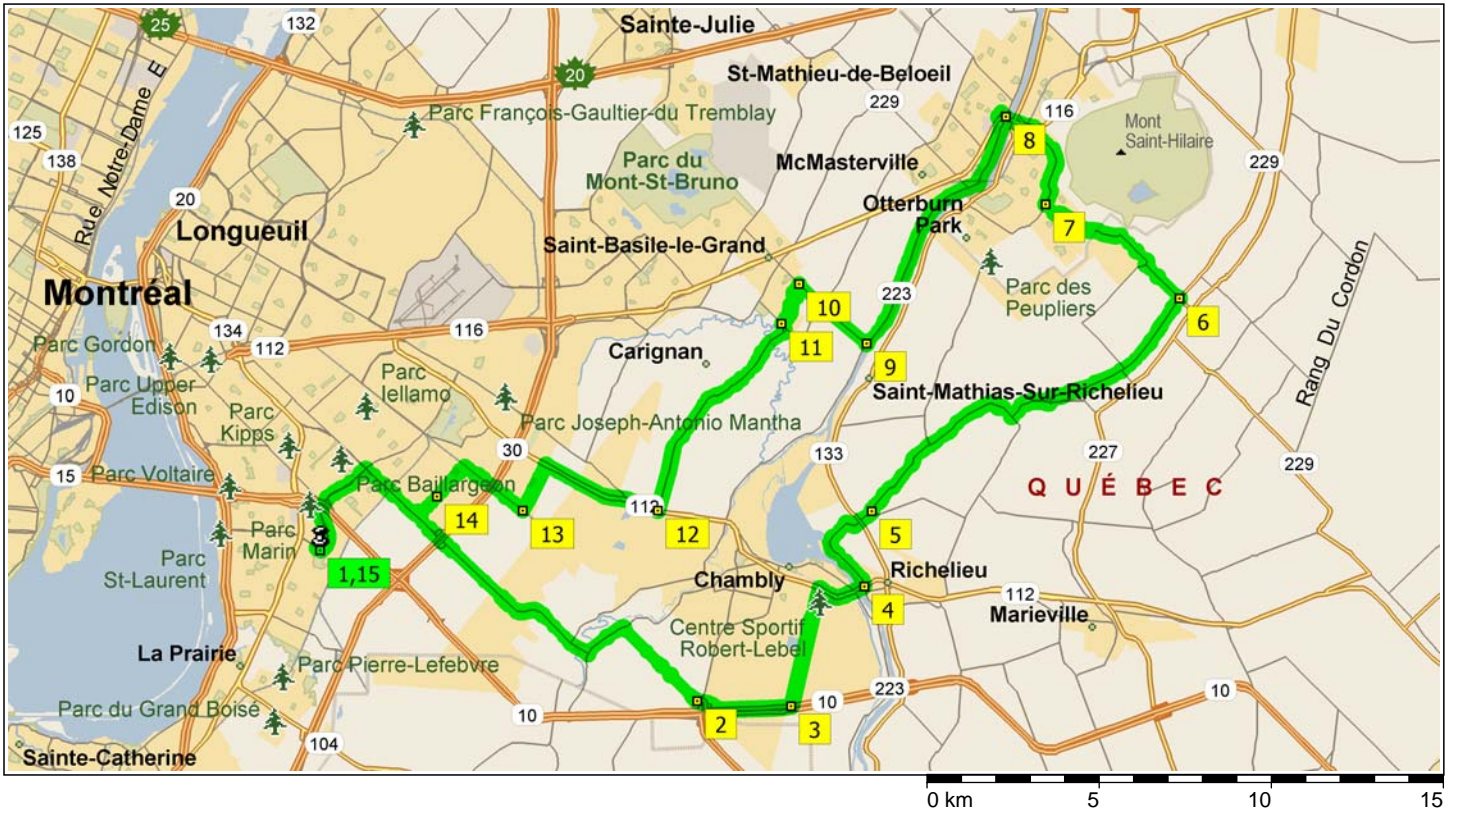 25
132
Sainte-Julie
20
St-Mathieu-de-Beloeil
229
116
Parc François-Gaultier-du Tremblay
125
138
Rue Notre-Dame E
Mont
Saint-Hilaire
8
229
Parc du
Mont-St-Bruno
McMasterville
20
Otterburn
Park
7
Longueuil
Saint-Basile-le-Grand
Montréal
223
Parc des
Peupliers
10
6
Rang Du Cordon
134
116
112
Parc Gordon
11
Carignan
9
Parc Upper
Edison
10
Parc
Iellamo
Saint-Mathias-Sur-Richelieu
Parc
Kipps
Parc Joseph-Antonio Mantha
30
133
227
229
15
Parc Voltaire
Parc Baillargeon
QUÉBEC
112
14
13
12
5
Parc
Marin
Parc
St-Laurent
1,15
Chambly
Richelieu
4
112
Marieville
Centre Sportif
Robert-Lebel
La Prairie
Parc Pierre-Lefebvre
223
10
10
Parc du Grand Boisé
10
2
3
104
Sainte-Catherine
0 km
5
10
15